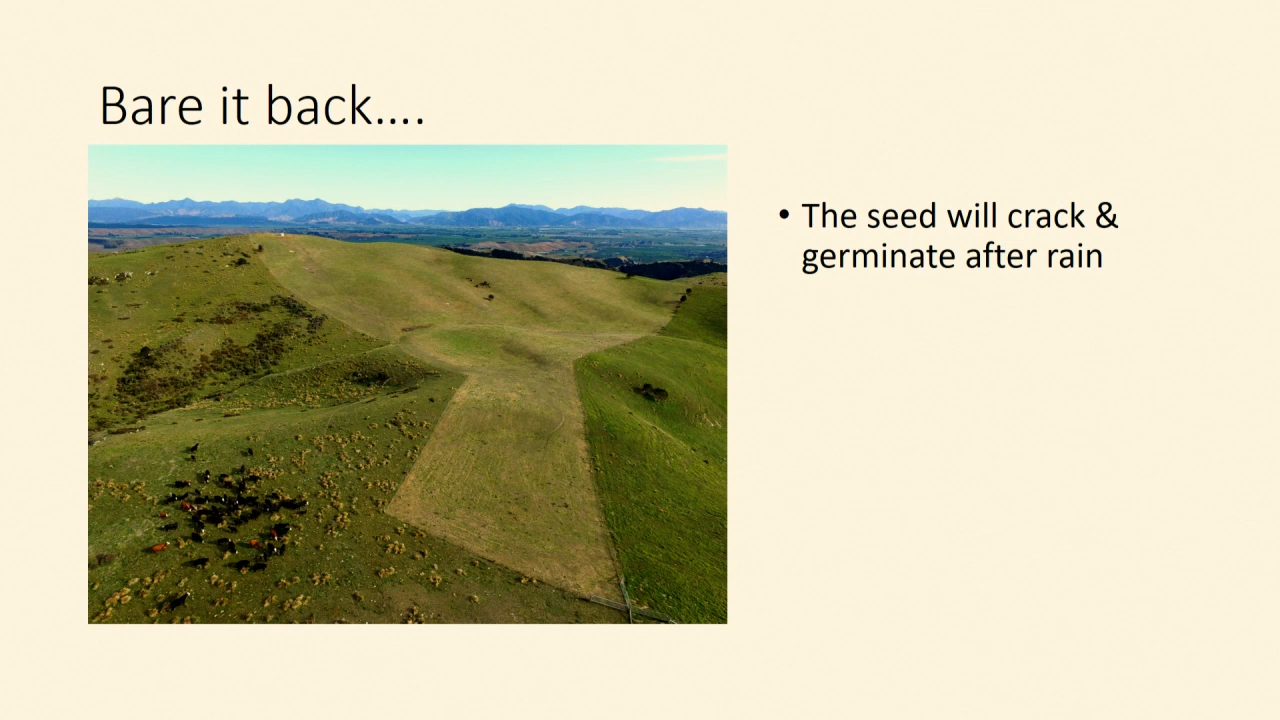 Bare it back....
• The seed will crack &
germinate after rain